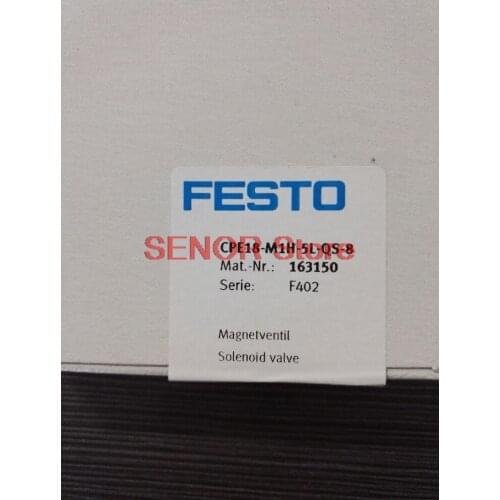 FESTO
CPE18-M1H-5L-QS-8
SENOR Store
Mat.-Nr.: 163150
Serie: F402
Magnetventil
Solenoid valve